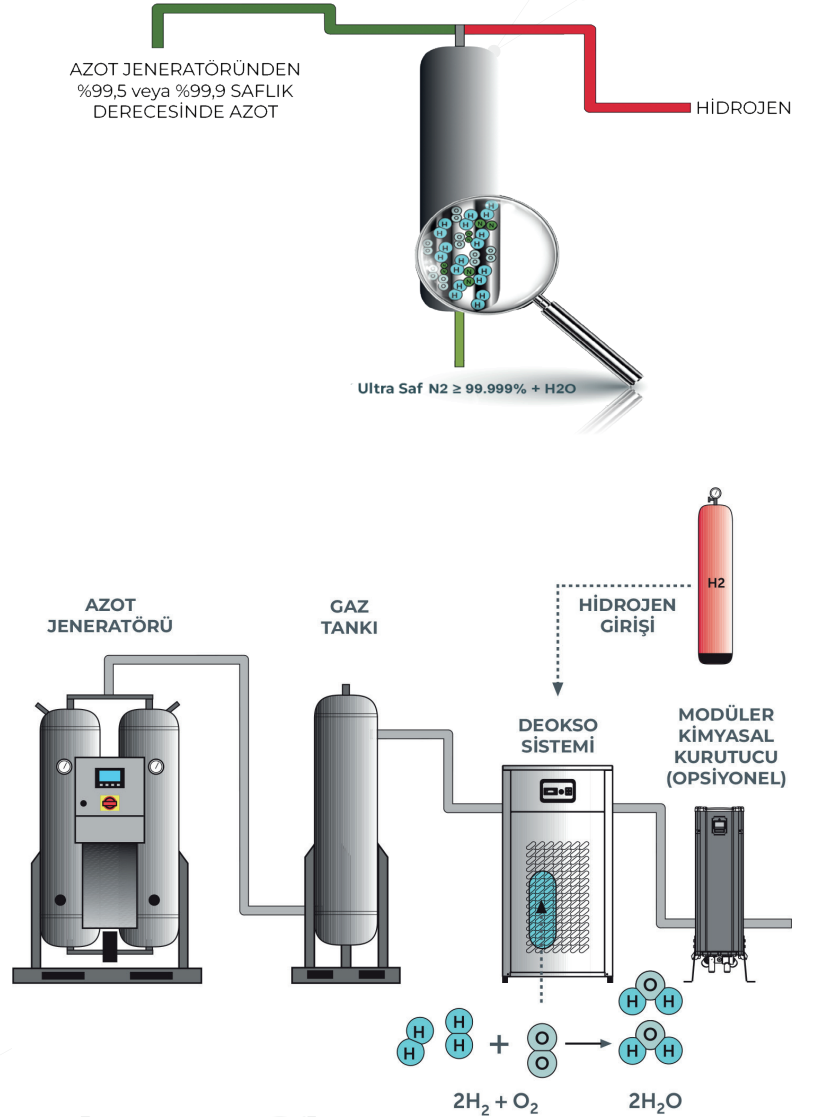 AZOT JENERATÖRÜNDEN
%99,5 veya %99,9 SAFLIK
DERECESİNDE AZOT
HİDROJEN
H
O
O
H
H
H
N
N
H
H
O
O
H
H
N
H
N
H
H
H
H
Ultra Saf N2 ≥ 99.999% + H2O
H2
AZOT
JENERATÖRÜ
GAZ
TANKI
HİDROJEN
GİRİŞİ
DEOKSO
SİSTEMİ
MODÜLER
KİMYASAL
KURUTUCU
(OPSİYONEL)
H
H
H
H
+
O
O
O
H
H
O
H
H
2H₂ + O₂
2H₂O